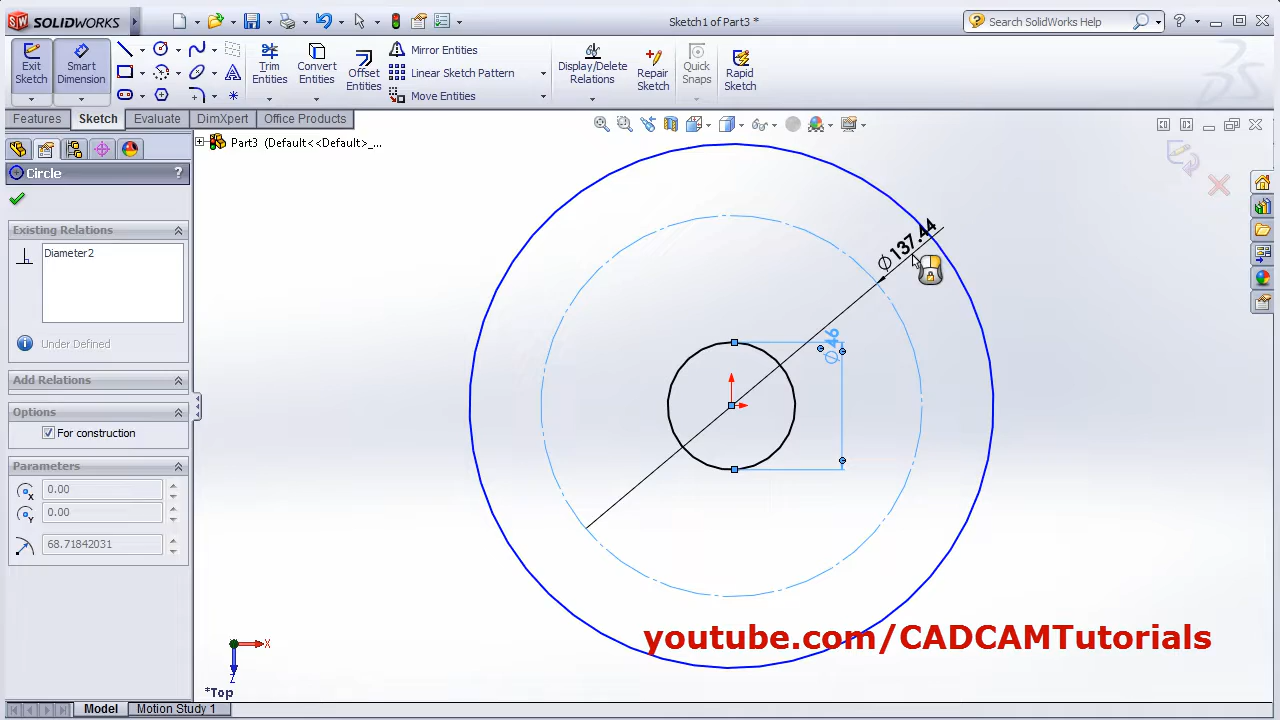 SOLIDWORKS
Sketch1 of Part3 *
Search SolidWorks Help
Exit Sketch
Smart Dimension
Trim Entities
Convert Entities
Offset Entities
Mirror Entities
Linear Sketch Pattern
Move Entities
Display/Delete Relations
Repair Sketch
Quick Snaps
Rapid Sketch
Features
Sketch
Evaluate
DimXpert
Office Products
Part3 (Default<<Default>_...
Circle
?
Existing Relations
Diameter2
Under Defined
Add Relations
Options
For construction
Parameters
0.00
0.00
68.71842031
Ø137.44
Ø46
X
Z
*Top
youtube.com/CADCAMTutorials
Model
Motion Study 1